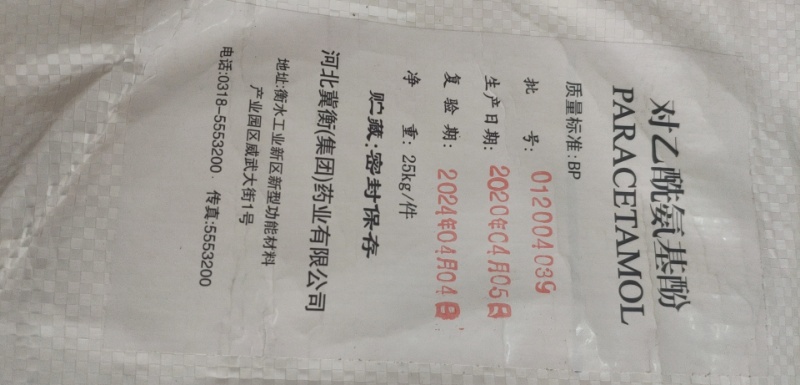 对乙酰氨基酚
PARACETAMOL
质量标准:BP
批 号: 012004039
生产日期: 2020年04月05日
复验期: 2024年04月04日
净 重: 25kg/件
贮藏:密封保存
河北冀衡(集团)药业有限公司
地址:衡水工业新区新型功能材料
产业园区威武大街1号
电话:0318-5553200 传真:5553200